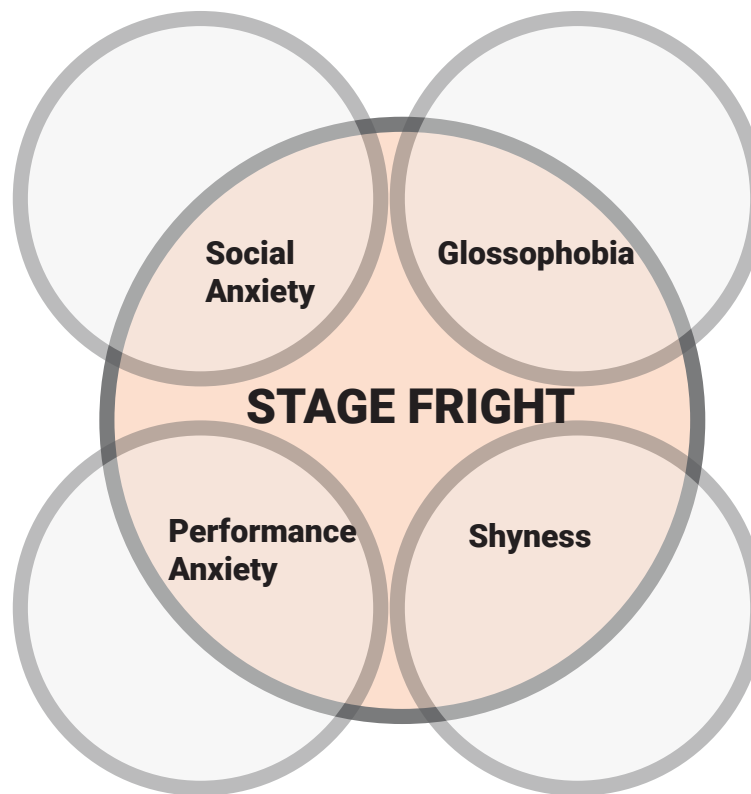 Social
Anxiety
Glossophobia
STAGE FRIGHT
Performance
Anxiety
Shyness